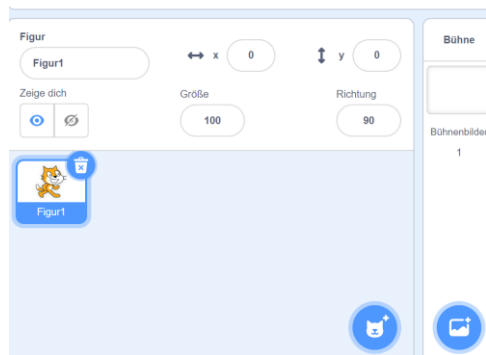 Figur
Figur1
x
0
y
0
Bühne
Zeige dich
Größe
Richtung
100
90
Bühnenbilder
1
Figur1